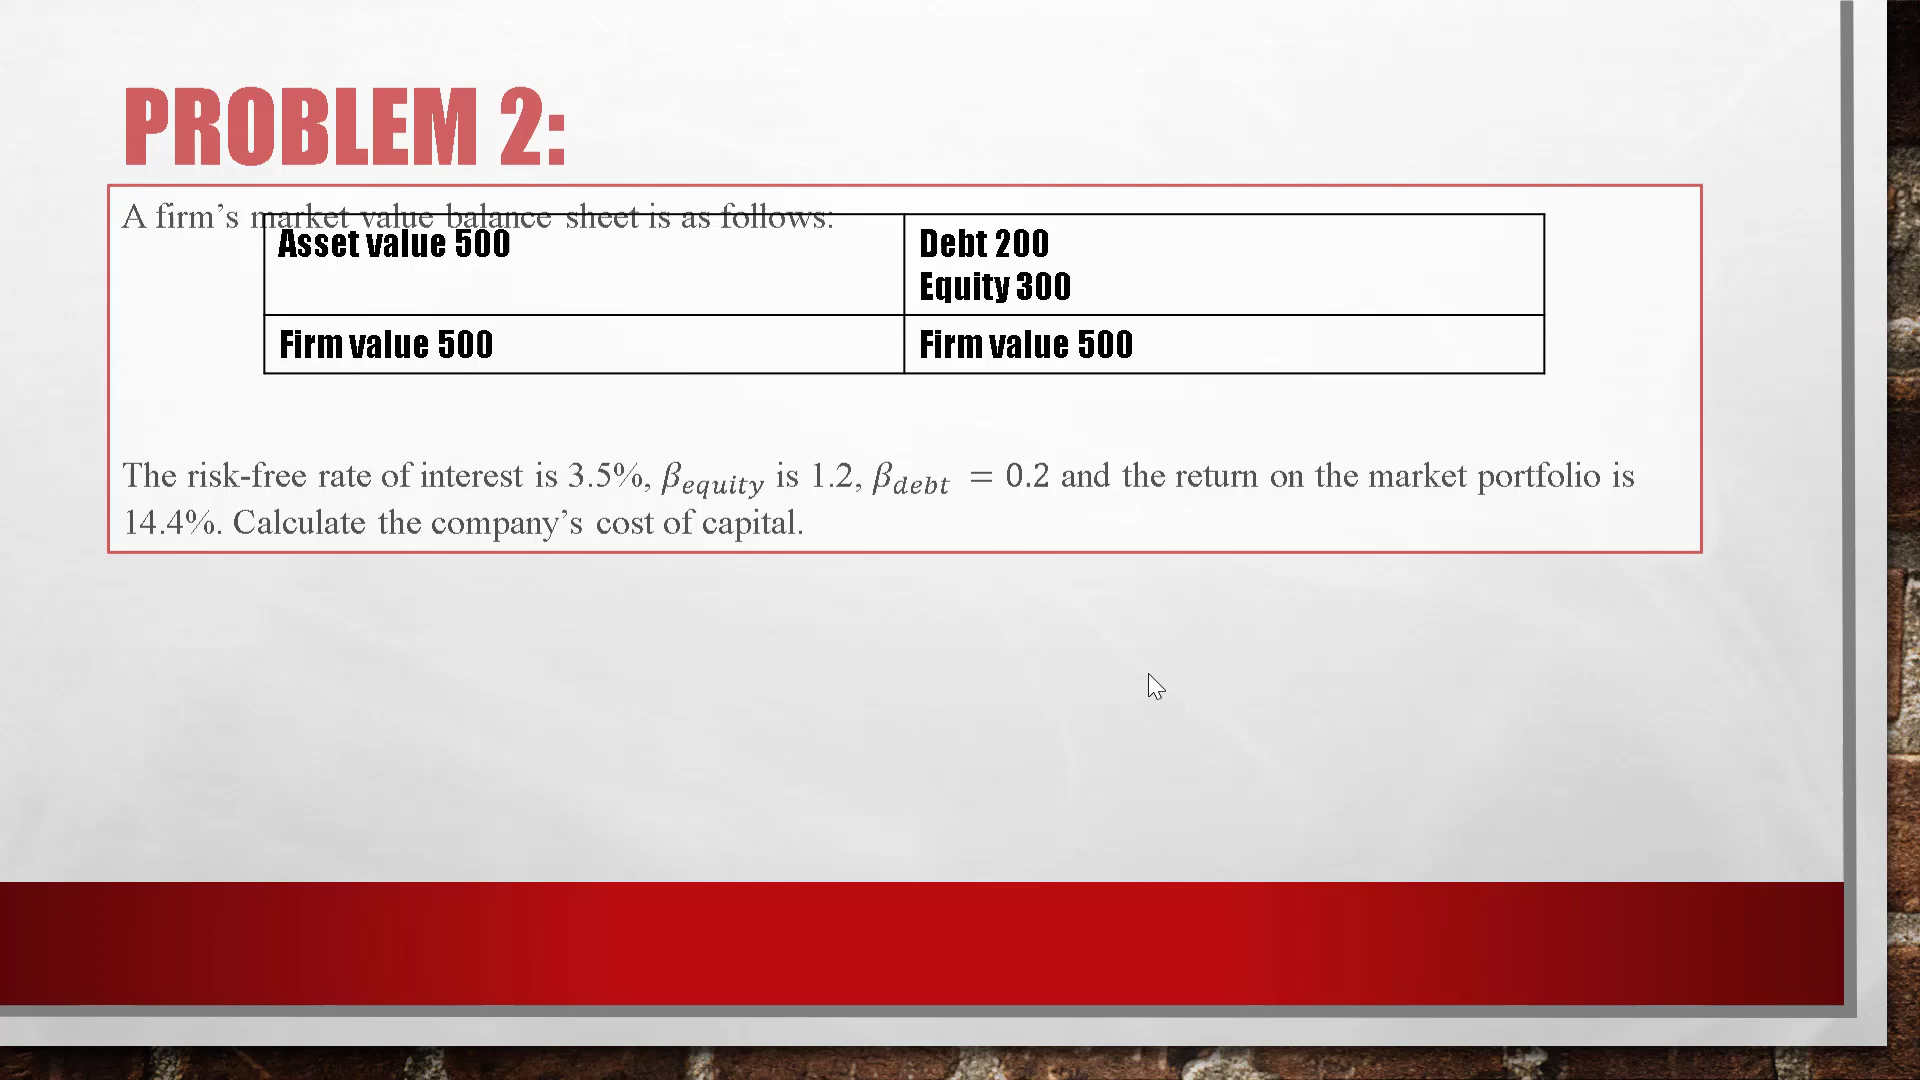 PROBLEM 2:
A firm's market value balance sheet is as follows:
Asset value 500
Debt 200
Equity 300
Firm value 500
Firm value 500
The risk-free rate of interest is 3.5%, βequity is 1.2, βdebt = 0.2 and the return on the market portfolio is
14.4%. Calculate the company's cost of capital.